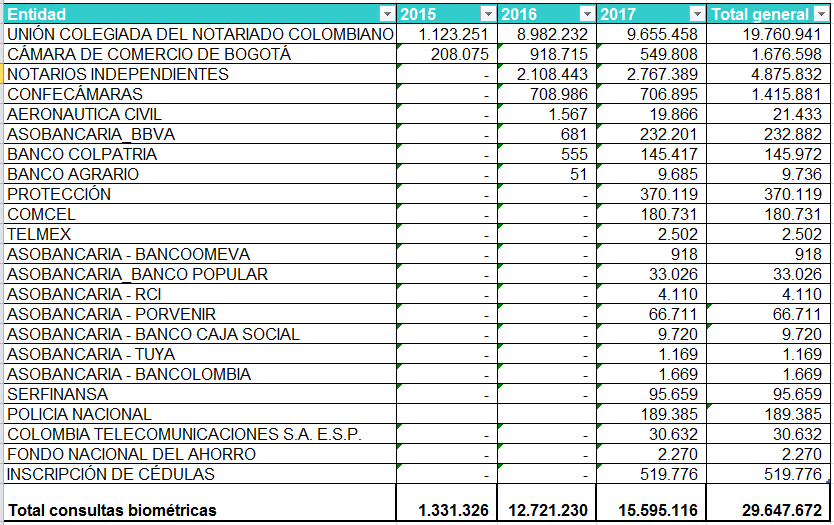 Entidad 2015 2016 2017 Total general
UNIÓN COLEGIADA DEL NOTARIADO COLOMBIANO 1.123.251 8.982.232 9.655.458 19.760.941
CÁMARA DE COMERCIO DE BOGOTÁ 208.075 918.715 549.808 1.676.598
NOTARIOS INDEPENDIENTES - 2.108.443 2.767.389 4.875.832
CONFECÁMARAS - 708.986 706.895 1.415.881
AERONAUTICA CIVIL - 1.567 19.866 21.433
ASOBANCARIA_BBVA - 681 232.201 232.882
BANCO COLPATRIA - 555 145.417 145.972
BANCO AGRARIO - 51 9.685 9.736
PROTECCIÓN - - 370.119 370.119
COMCEL - - 180.731 180.731
TELMEX - - 2.502 2.502
ASOBANCARIA - BANCOOMEVA - - 918 918
ASOBANCARIA_BANCO POPULAR - - 33.026 33.026
ASOBANCARIA - RCI - - 4.110 4.110
ASOBANCARIA - PORVENIR - - 66.711 66.711
ASOBANCARIA - BANCO CAJA SOCIAL - - 9.720 9.720
ASOBANCARIA - TUYA - - 1.169 1.169
ASOBANCARIA - BANCOLOMBIA - - 1.669 1.669
SERFINANSA - - 95.659 95.659
POLICIA NACIONAL 189.385 189.385
COLOMBIA TELECOMUNICACIONES S.A. E.S.P. - - 30.632 30.632
FONDO NACIONAL DEL AHORRO - - 2.270 2.270
INSCRIPCIÓN DE CÉDULAS - - 519.776 519.776
Total consultas biométricas 1.331.326 12.721.230 15.595.116 29.647.672